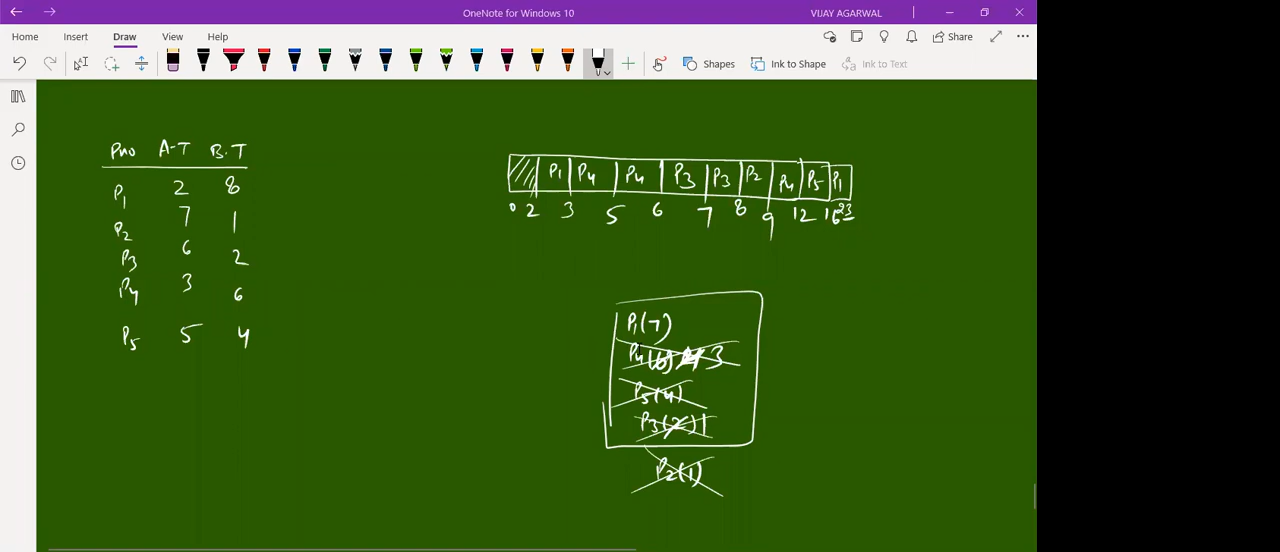 OneNote for Windows 10
VIJAY AGARWAL
Home Insert Draw View Help
Share
Shapes
Ink to Shape
Ink to Text
Pno A-T B.T
P1 2 8
P2 7 1
P3 6 2
P4 3 6
P5 5 4
P1 P4 P4 P3 P3 P2 P4 P5 P1
0 2 3 5 6 7 8 9 12 16 23
P1(7)
P4(6) 4 3
P5(4)
P3(2) 1
P2(1)